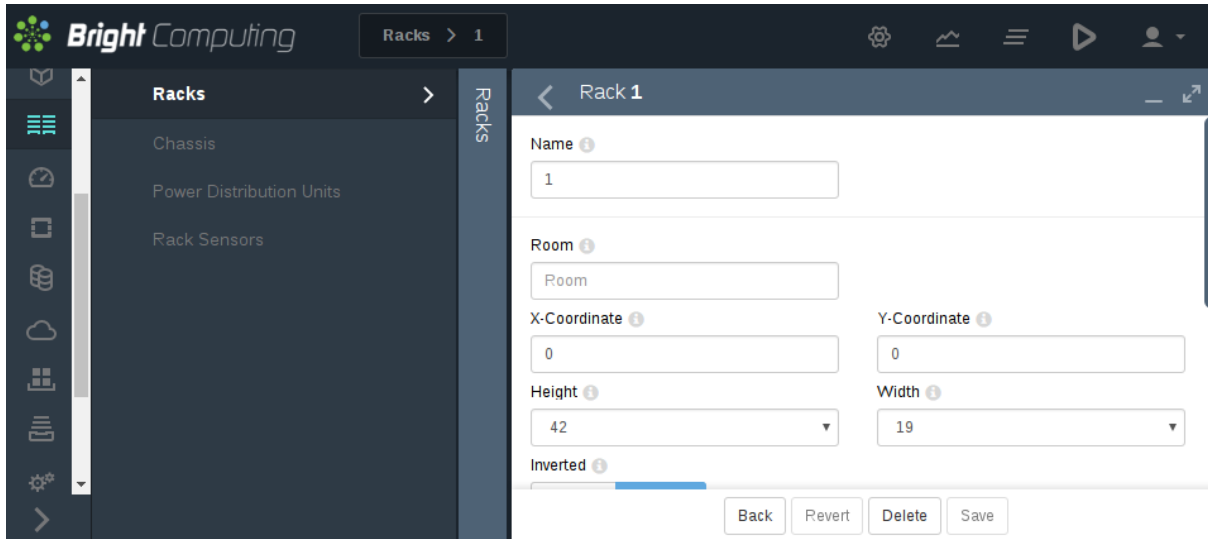 Bright Computing
Racks > 1
Racks
Chassis
Power Distribution Units
Rack Sensors
Racks
Rack 1
Name
1
Room
Room
X-Coordinate
Y-Coordinate
0
0
Height
Width
42
19
Inverted
Back
Revert
Delete
Save